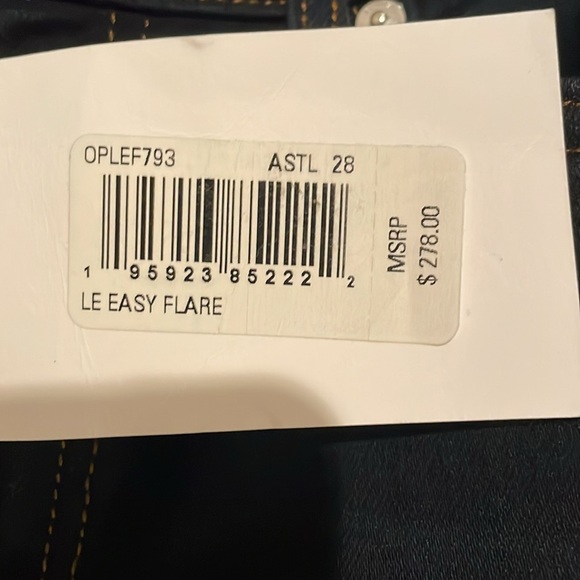 OPLEF793 ASTL 28
1 95923 85222 2
LE EASY FLARE
MSRP
$ 278.00